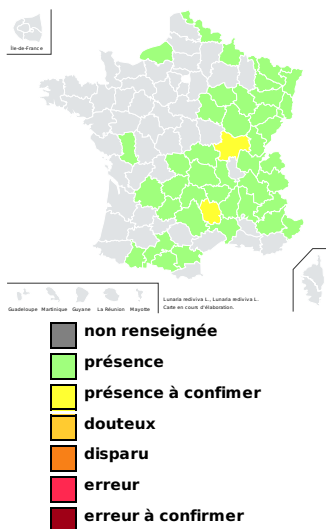 Île-de-France
Guadeloupe Martinique Guyane La Réunion Mayotte
Lunaria rediviva L., Lunaria rediviva L.
Carte en cours d'élaboration.
non renseignée
présence
présence à confimer
douteux
disparu
erreur
erreur à confirmer